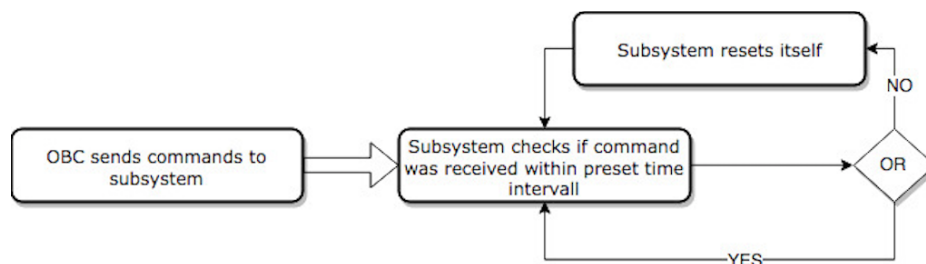 Subsystem resets itself
NO
OBC sends commands to
subsystem
Subsystem checks if command
was received within preset time
intervall
OR
YES